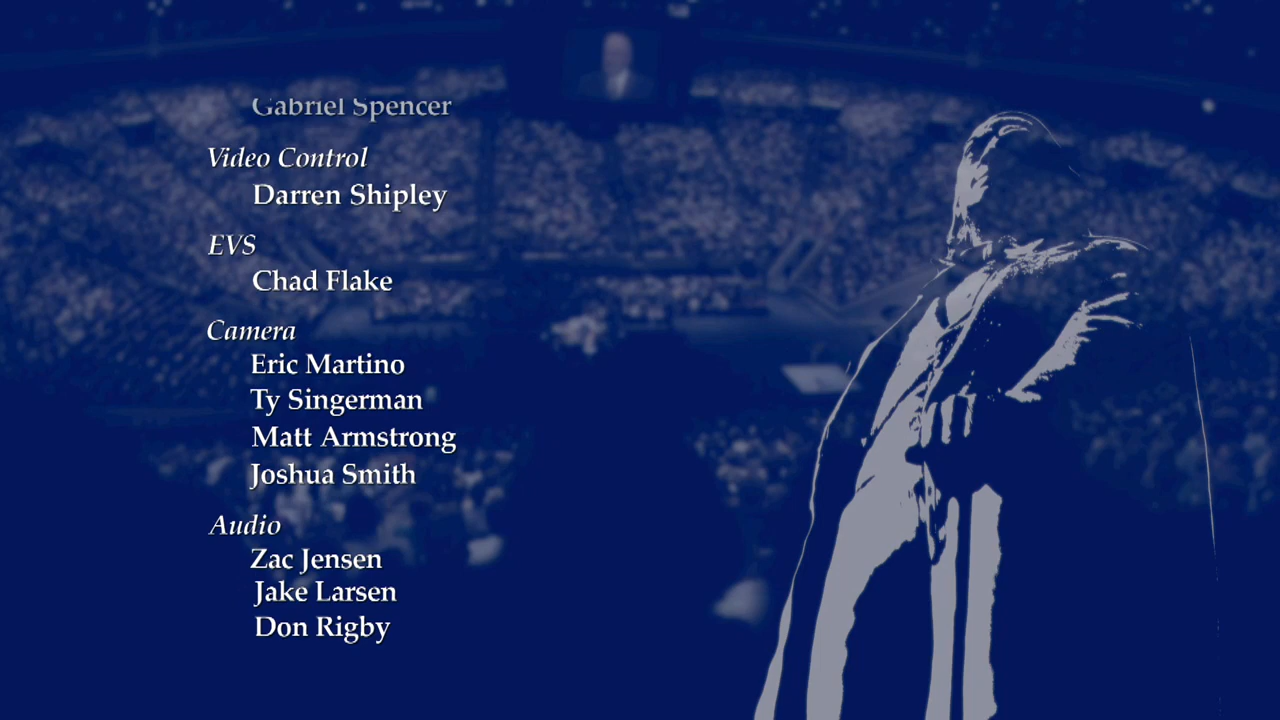 Gabriel Spencer
Video Control
Darren Shipley
EVS
Chad Flake
Camera
Eric Martino
Ty Singerman
Matt Armstrong
Joshua Smith
Audio
Zac Jensen
Jake Larsen
Don Rigby